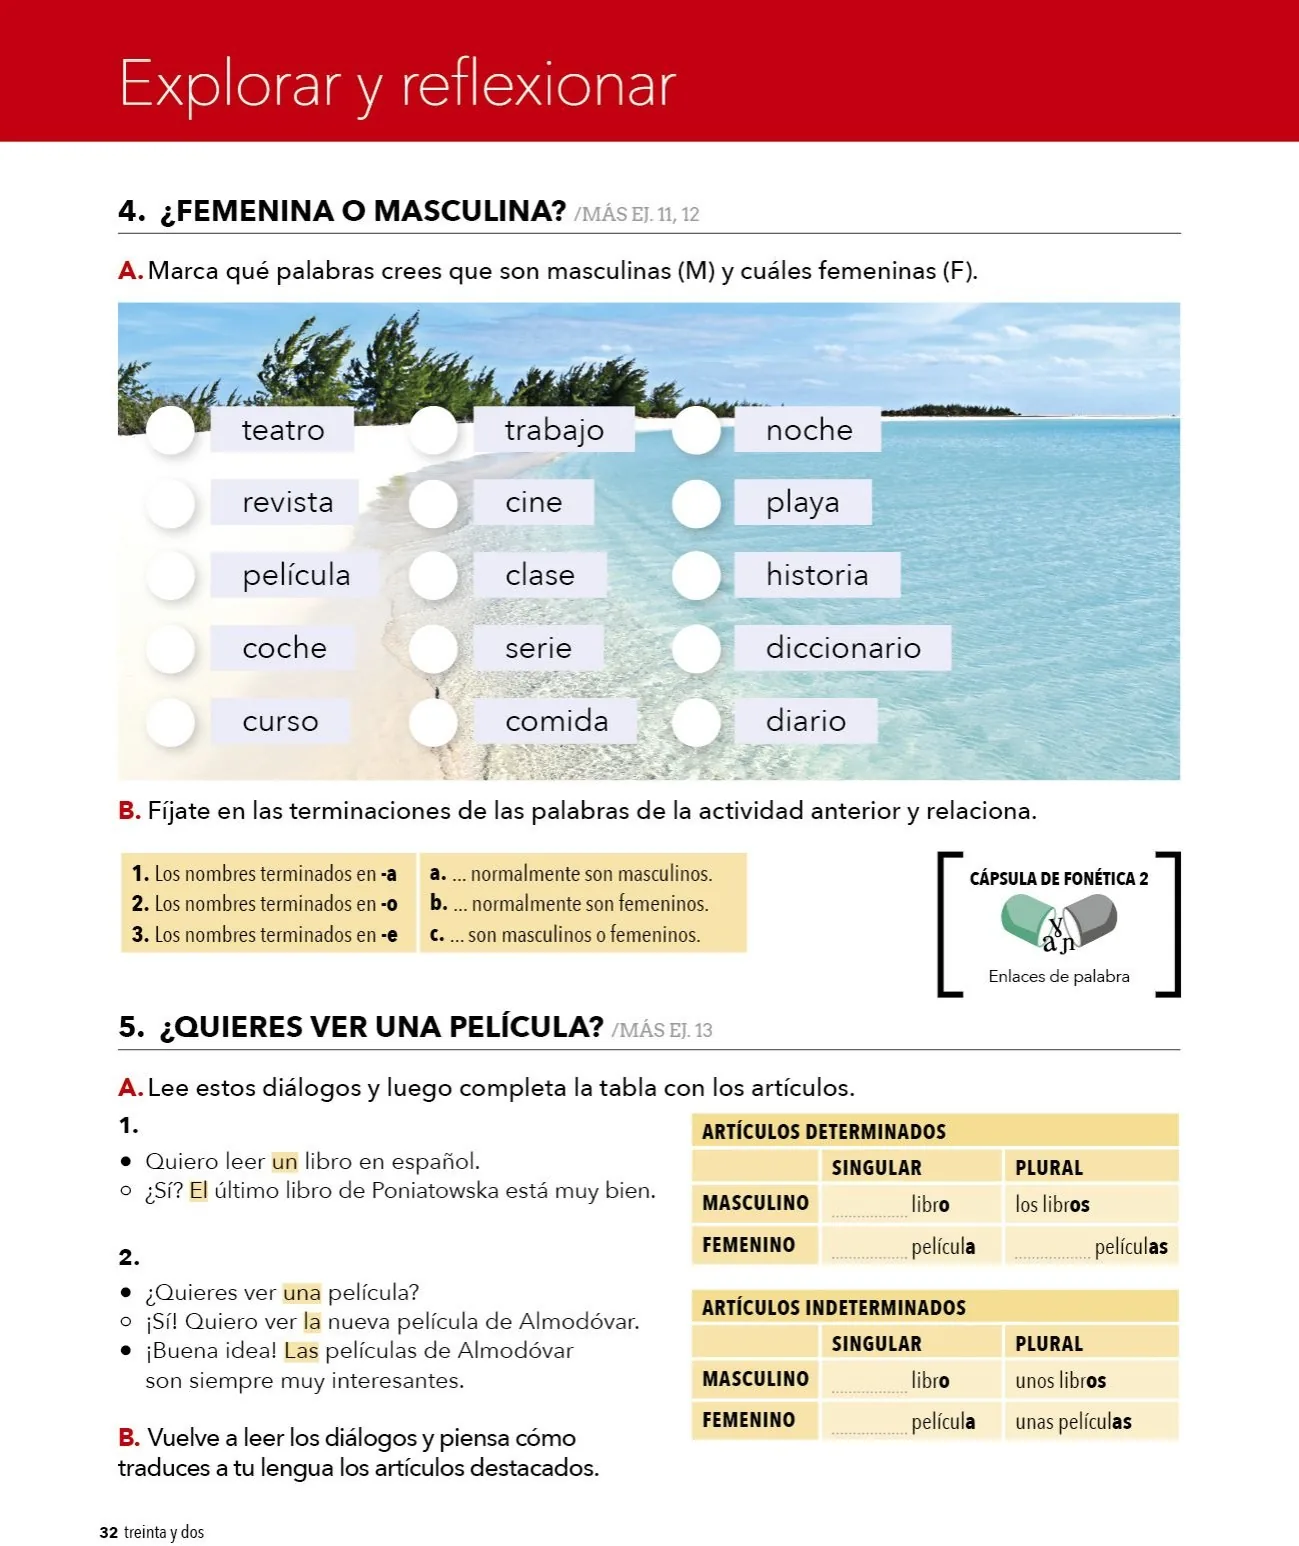 Explorar y reflexionar
4. ¿FEMENINA O MASCULINA? /MÁS EJ. 11, 12
A. Marca qué palabras crees que son masculinas (M) y cuáles femeninas (F).
teatro trabajo noche
revista cine playa
película clase historia
coche serie diccionario
curso comida diario
B. Fíjate en las terminaciones de las palabras de la actividad anterior y relaciona.
1. Los nombres terminados en -a
2. Los nombres terminados en -o
3. Los nombres terminados en -e
a. ... normalmente son masculinos.
b. ... normalmente son femeninos.
c. ... son masculinos o femeninos.
CÁPSULA DE FONÉTICA 2
ɣ
a ɲ
Enlaces de palabra
5. ¿QUIERES VER UNA PELÍCULA? /MÁS EJ. 13
A. Lee estos diálogos y luego completa la tabla con los artículos.
1.
● Quiero leer un libro en español.
○ ¿Sí? El último libro de Poniatowska está muy bien.
2.
● ¿Quieres ver una película?
○ ¡Sí! Quiero ver la nueva película de Almodóvar.
● ¡Buena idea! Las películas de Almodóvar
son siempre muy interesantes.
B. Vuelve a leer los diálogos y piensa cómo
traduces a tu lengua los artículos destacados.
ARTÍCULOS DETERMINADOS
SINGULAR PLURAL
MASCULINO ............... libro los libros
FEMENINO ............... película ............... películas
ARTÍCULOS INDETERMINADOS
SINGULAR PLURAL
MASCULINO ............... libro unos libros
FEMENINO ............... película unas películas
32 treinta y dos